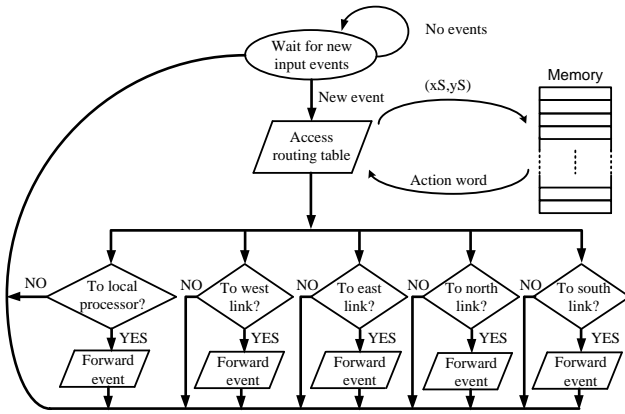 Wait for new
input events
No events
New event
(xS,yS)
Memory
Access
routing table
Action word
NO
To local
processor?
NO
To west
link?
NO
To east
link?
NO
To north
link?
NO
To south
link?
YES
YES
YES
YES
YES
Forward
event
Forward
event
Forward
event
Forward
event
Forward
event